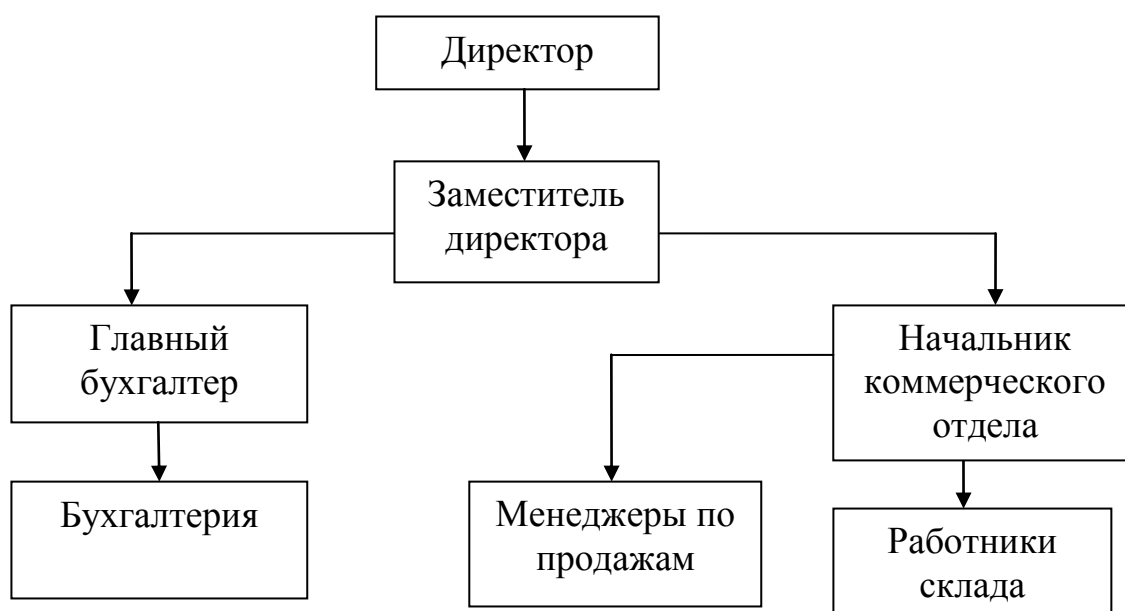 Директор
Заместитель
директора
Главный
бухгалтер
Начальник
коммерческого
отдела
Бухгалтерия
Менеджеры по
продажам
Работники
склада